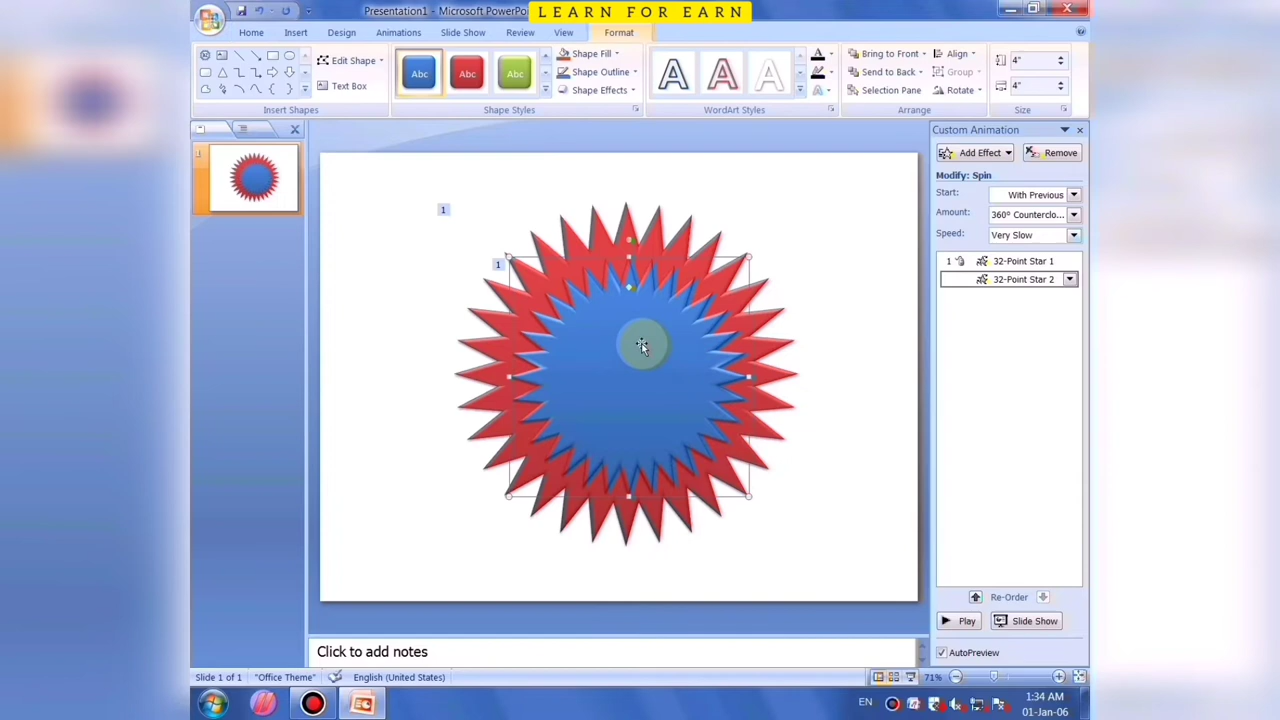 Presentation1 - Microsoft PowerPo
LEARN FOR EARN
Home Insert Design Animations Slide Show Review View Format
Edit Shape
Text Box
Insert Shapes
Abc Abc Abc
Shape Fill
Shape Outline
Shape Effects
Shape Styles
A A A
WordArt Styles
Bring to Front
Send to Back
Selection Pane
Align
Group
Rotate
Arrange
4"
4"
Size
1
1
1
Custom Animation
Add Effect Remove
Modify: Spin
Start: With Previous
Amount: 360º Counterclo...
Speed: Very Slow
1 32-Point Star 1
32-Point Star 2
Re-Order
Play Slide Show
AutoPreview
Click to add notes
Slide 1 of 1 "Office Theme" English (United States) 71%
EN 1:34 AM
01-Jan-06